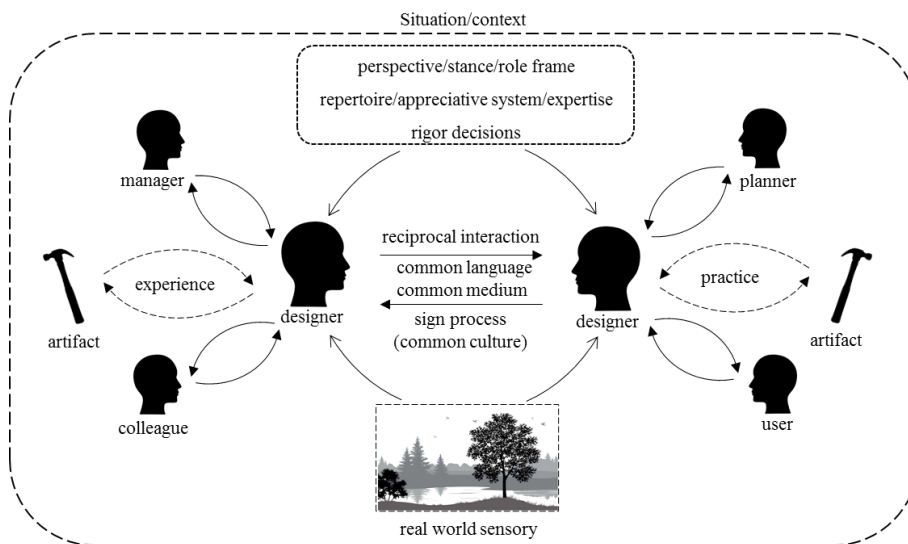 Situation/context
perspective/stance/role frame
repertoire/appreciative system/expertise
rigor decisions
manager
planner
reciprocal interaction
common language
common medium
sign process
(common culture)
experience
practice
designer
designer
artifact
artifact
colleague
user
real world sensory